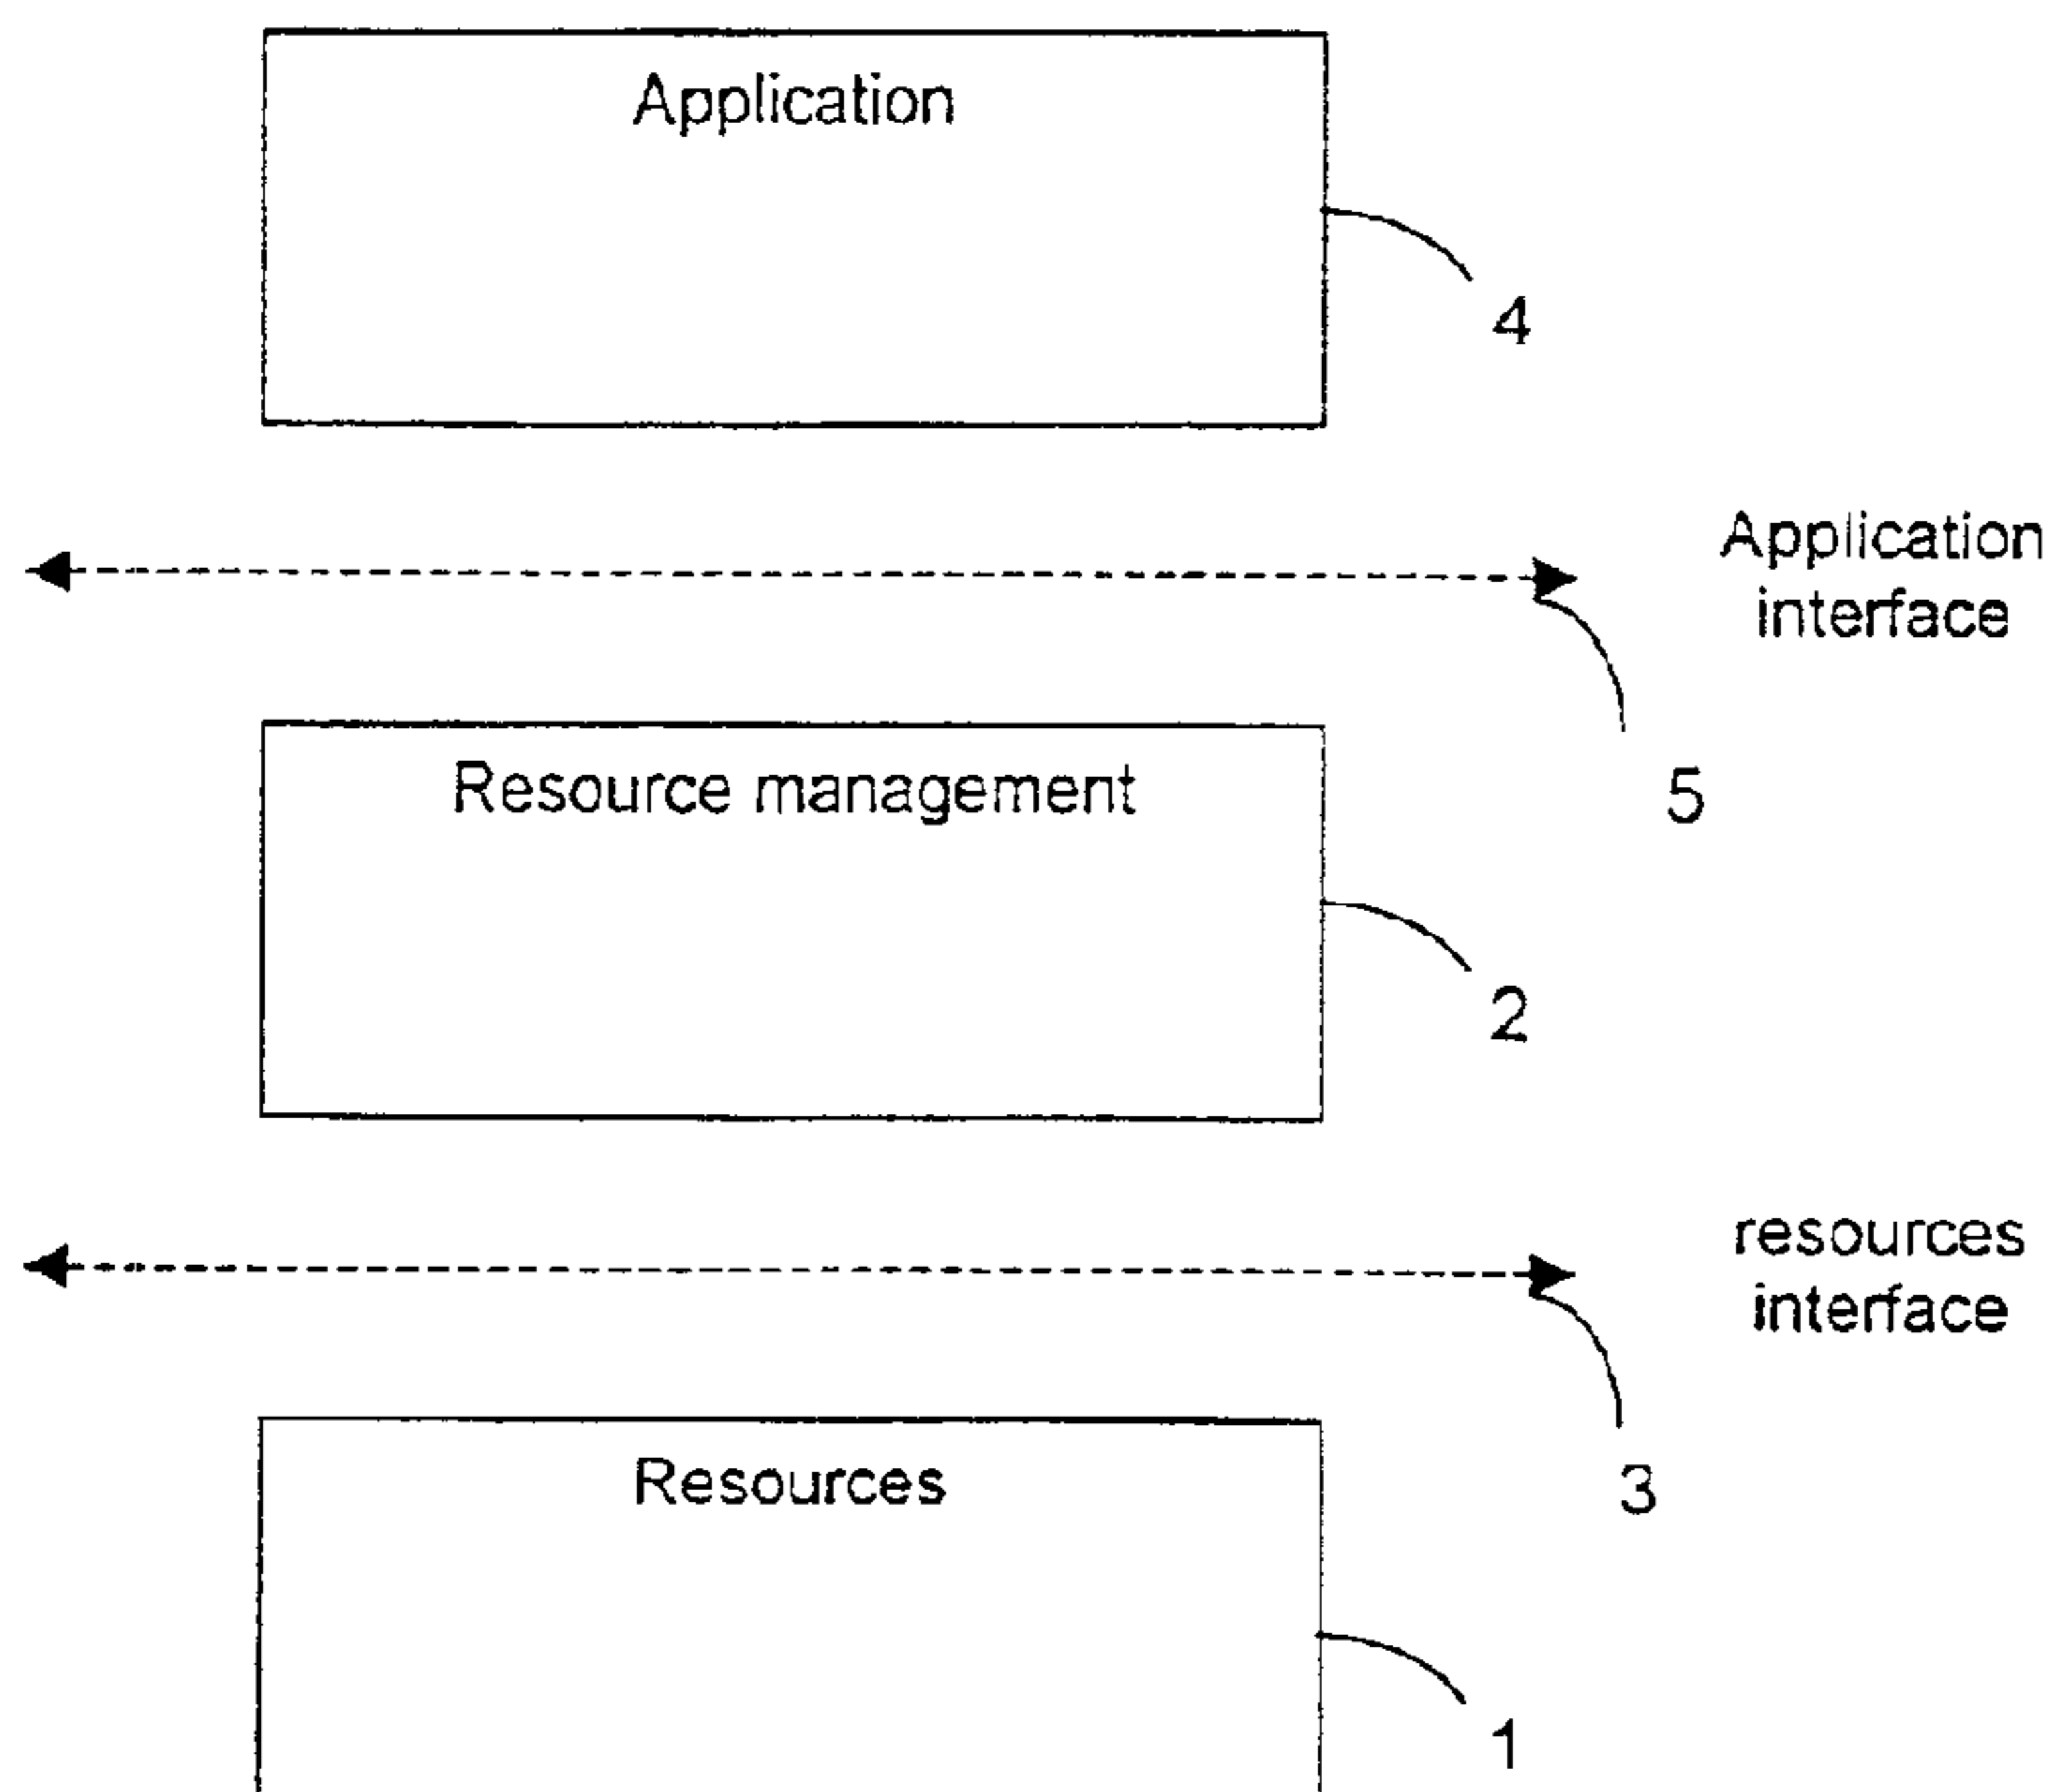 Application
4
Application
interface
5
Resource management
2
resources
interface
3
Resources
1